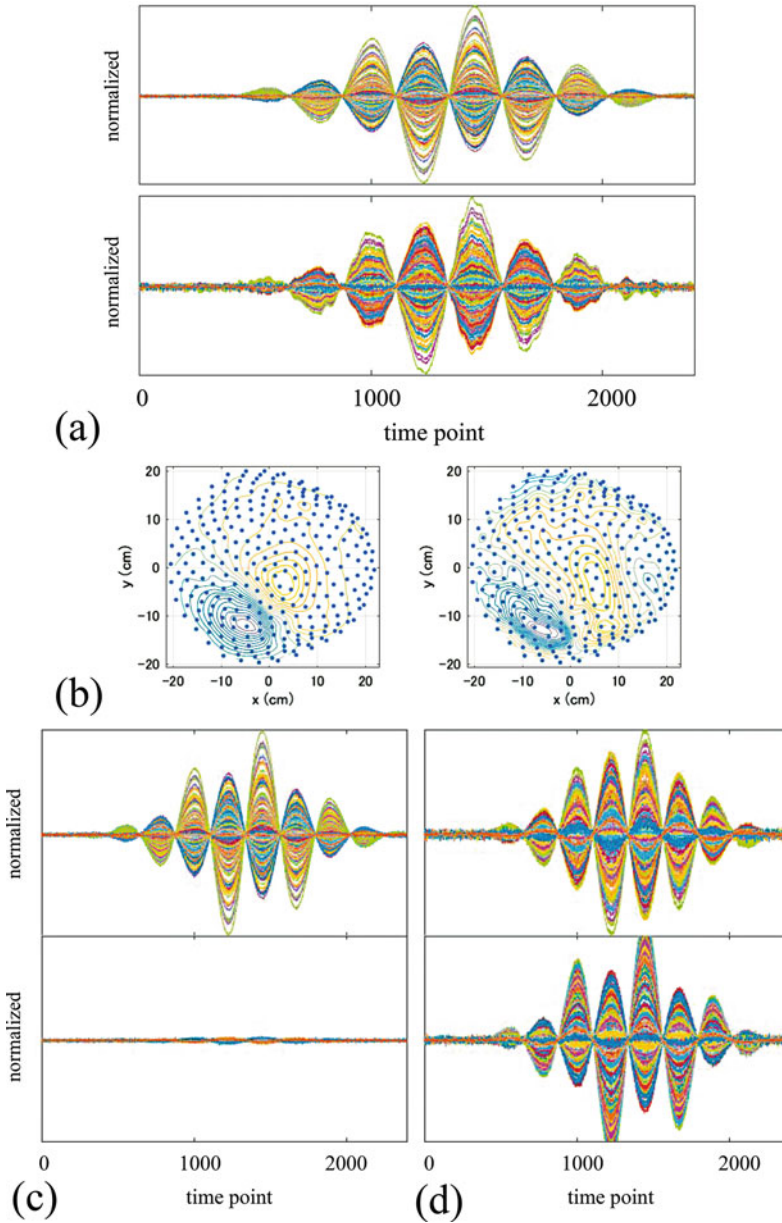 normalized
normalized
0 1000 2000
time point
(a)
20 10 0 -10 -20
y (cm)
-20 -10 0 10 20
x (cm)
20 10 0 -10 -20
y (cm)
-20 -10 0 10 20
x (cm)
(b)
normalized
normalized
0 1000 2000
time point
(c)
0 1000 2000
time point
(d)